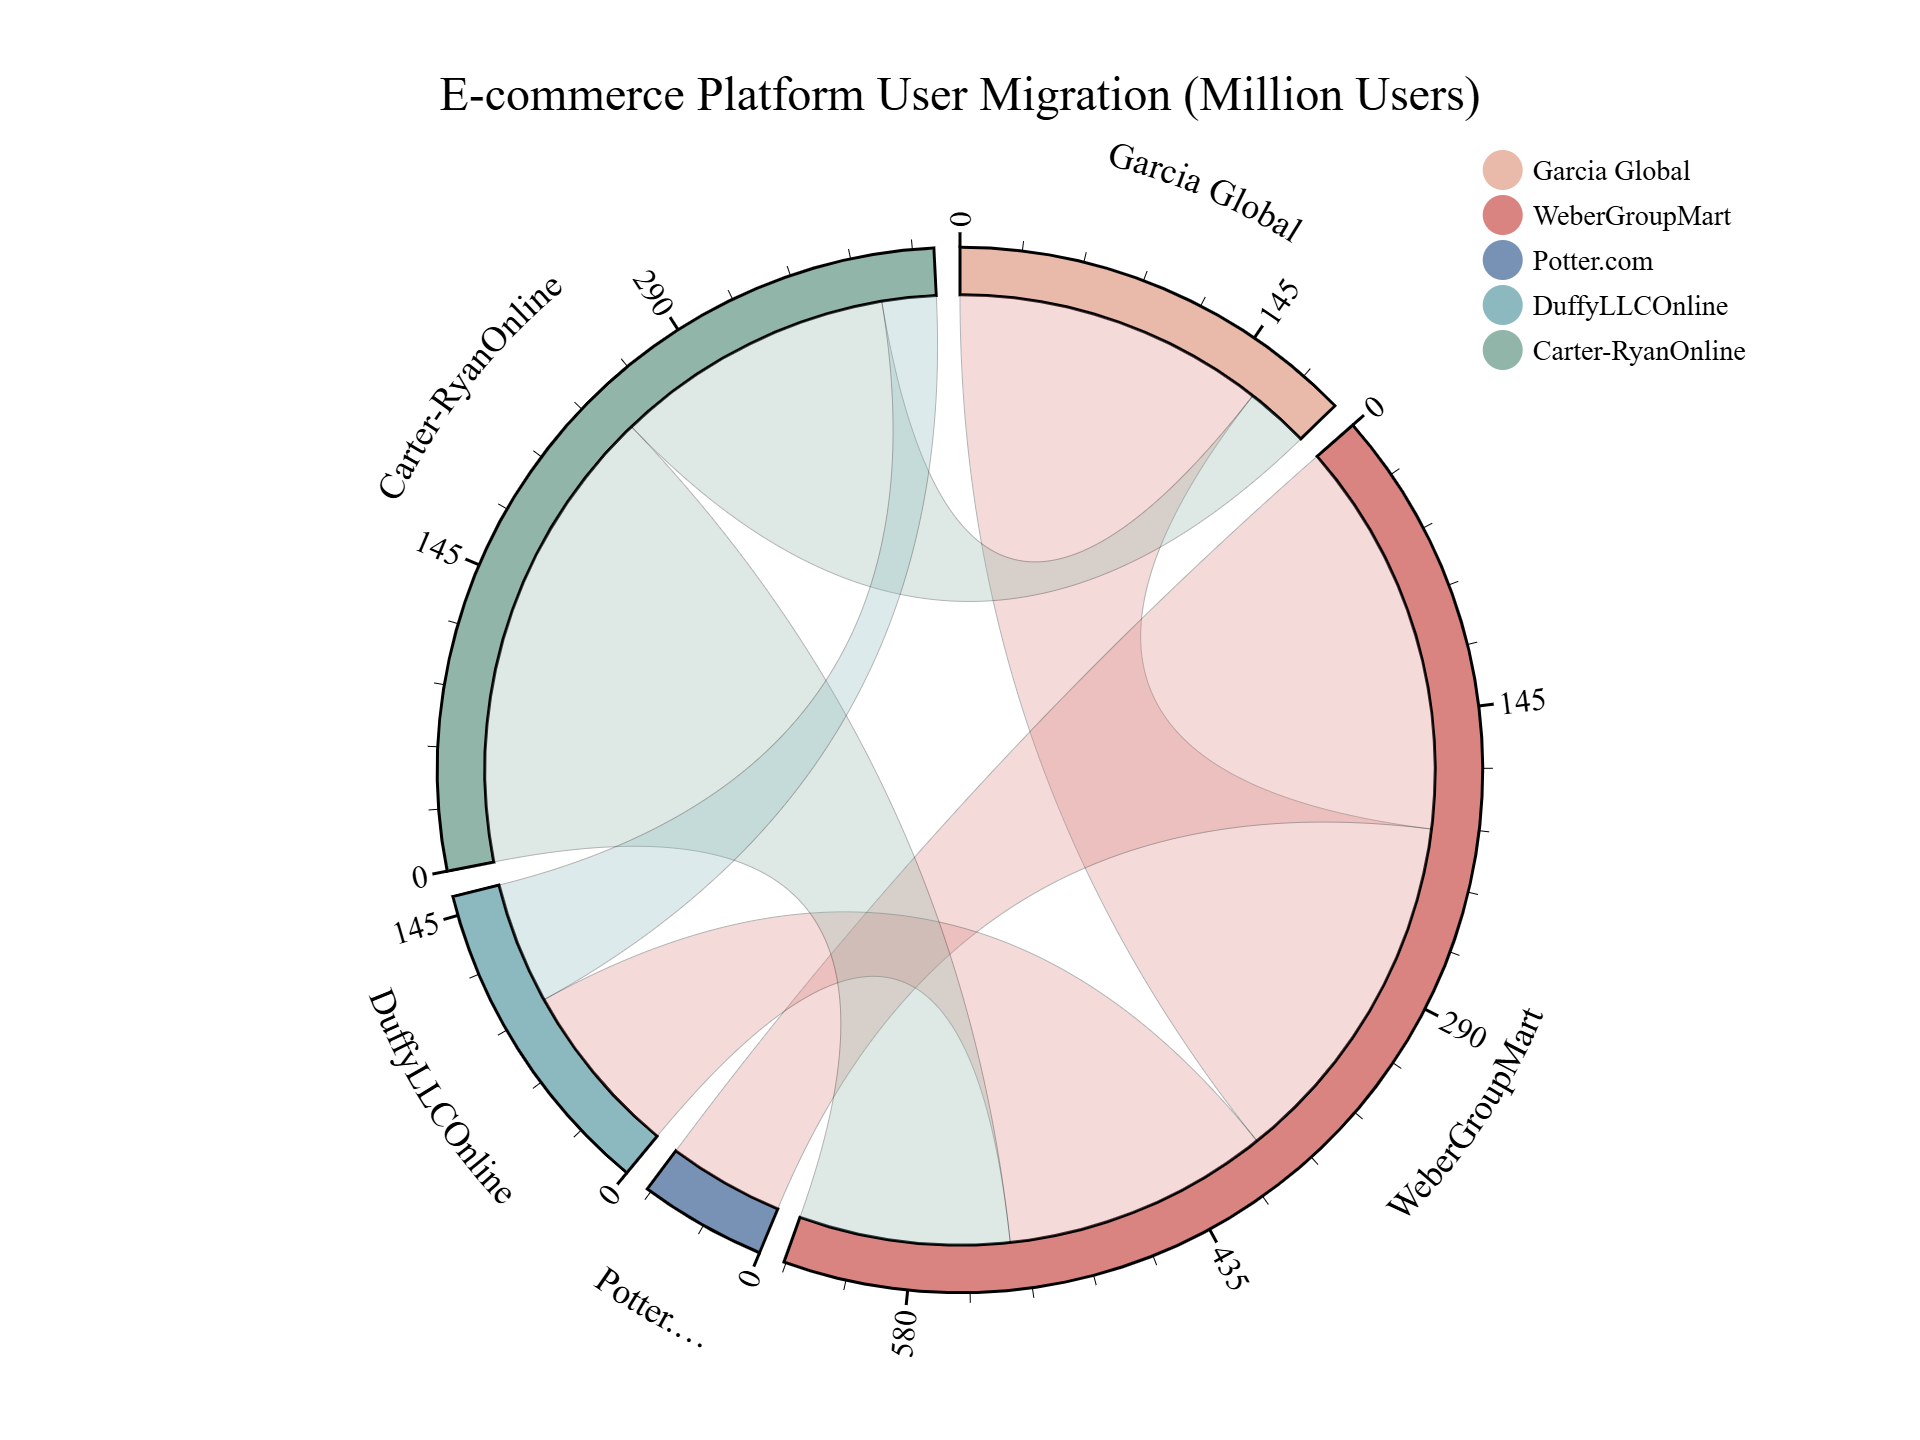 E-commerce Platform User Migration (Million Users)
Garcia Global
WeberGroupMart
Potter.com
DuffyLLCOnline
Carter-RyanOnline
Garcia Global
0
145
WeberGroupMart
0
145
290
435
580
Potter.…
0
DuffyLLCOnline
0
145
Carter-RyanOnline
0
145
290